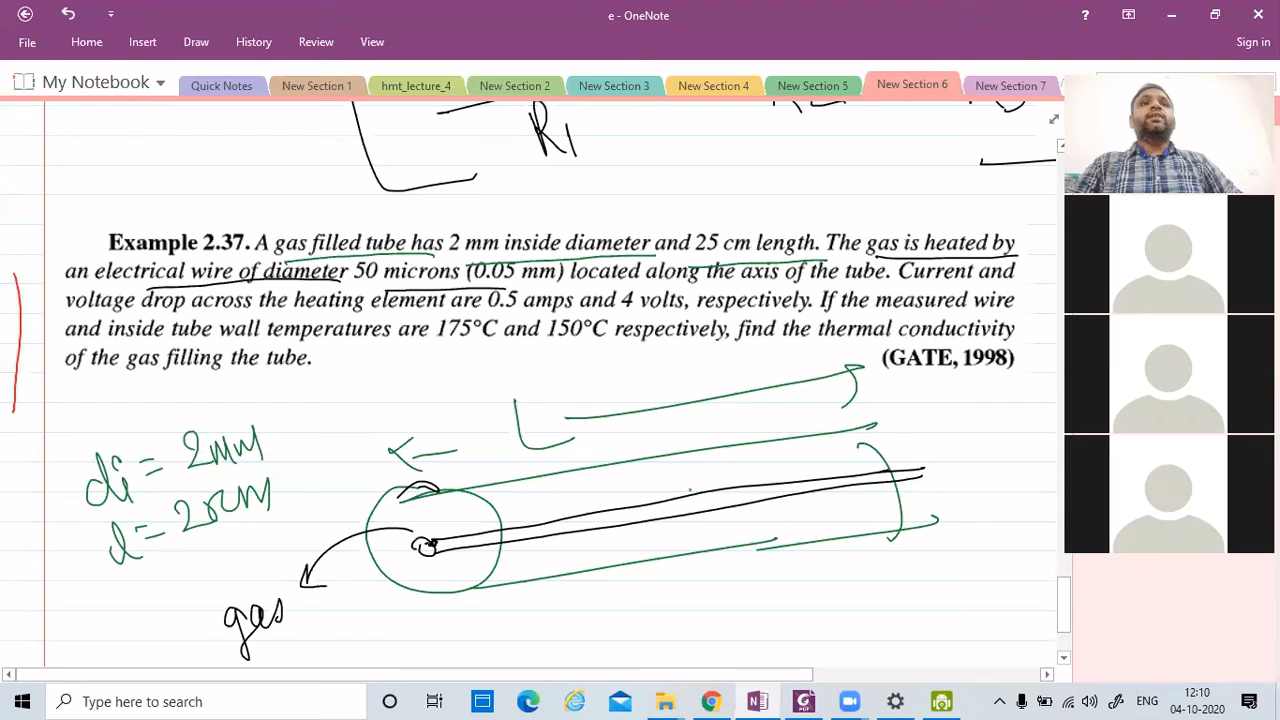 e - OneNote
Sign in
File Home Insert Draw History Review View
My Notebook Quick Notes New Section 1 hmt_lecture_4 New Section 2 New Section 3 New Section 4 New Section 5 New Section 6 New Section 7
R1
Example 2.37. A gas filled tube has 2 mm inside diameter and 25 cm length. The gas is heated by
an electrical wire of diameter 50 microns (0.05 mm) located along the axis of the tube. Current and
voltage drop across the heating element are 0.5 amps and 4 volts, respectively. If the measured wire
and inside tube wall temperatures are 175°C and 150°C respectively, find the thermal conductivity
of the gas filling the tube. (GATE, 1998)
L
di = 2mm
l = 25cm
gas
Type here to search
ENG
2:10
04-10-2020